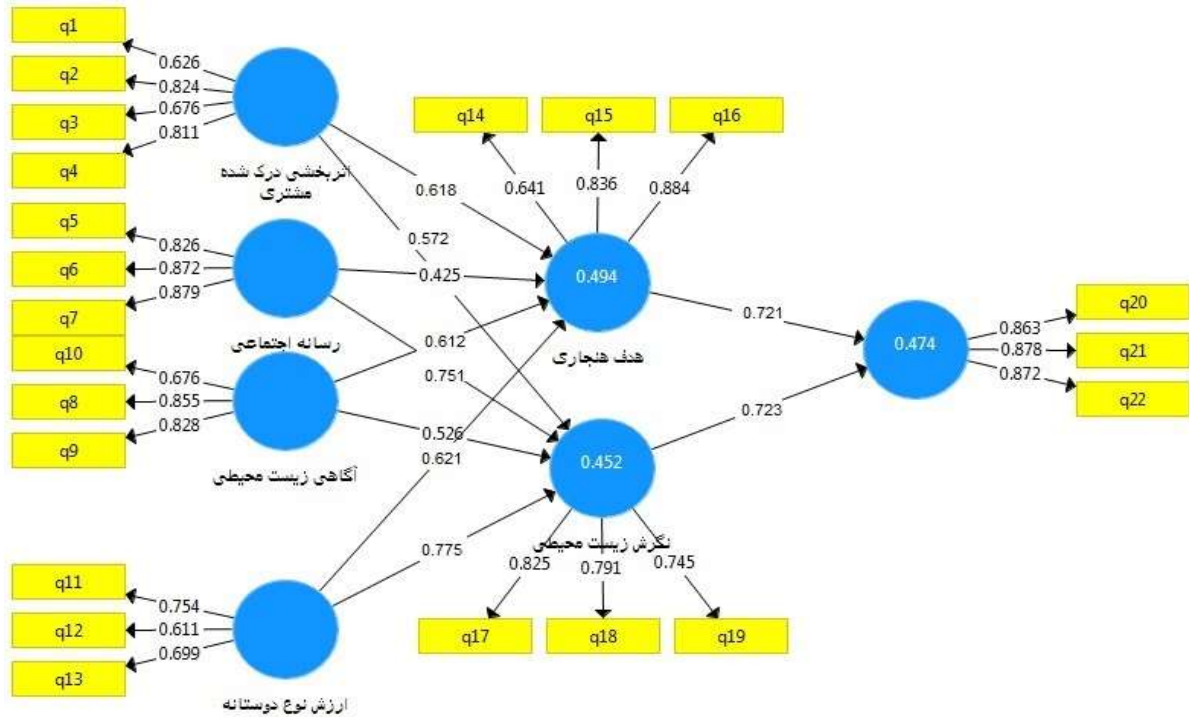 q1
q2
q3
q4
0.626
0.824
0.676
0.811
اثربخشی درک شده
مشتری
q5
q6
q7
0.826
0.872
0.879
رسانه اجتماعی
q10
q8
q9
0.676
0.855
0.828
آگاهی زیست محیطی
q11
q12
q13
0.754
0.611
0.699
ارزش نوع دوستانه
0.618
0.572
0.425
0.612
0.751
0.526
0.621
0.775
q14
q15
q16
0.641
0.836
0.884
0.494
هدف هنجاری
0.452
نگرش زیست محیطی
0.825
0.791
0.745
q17
q18
q19
0.721
0.723
0.474
0.863
0.878
0.872
q20
q21
q22